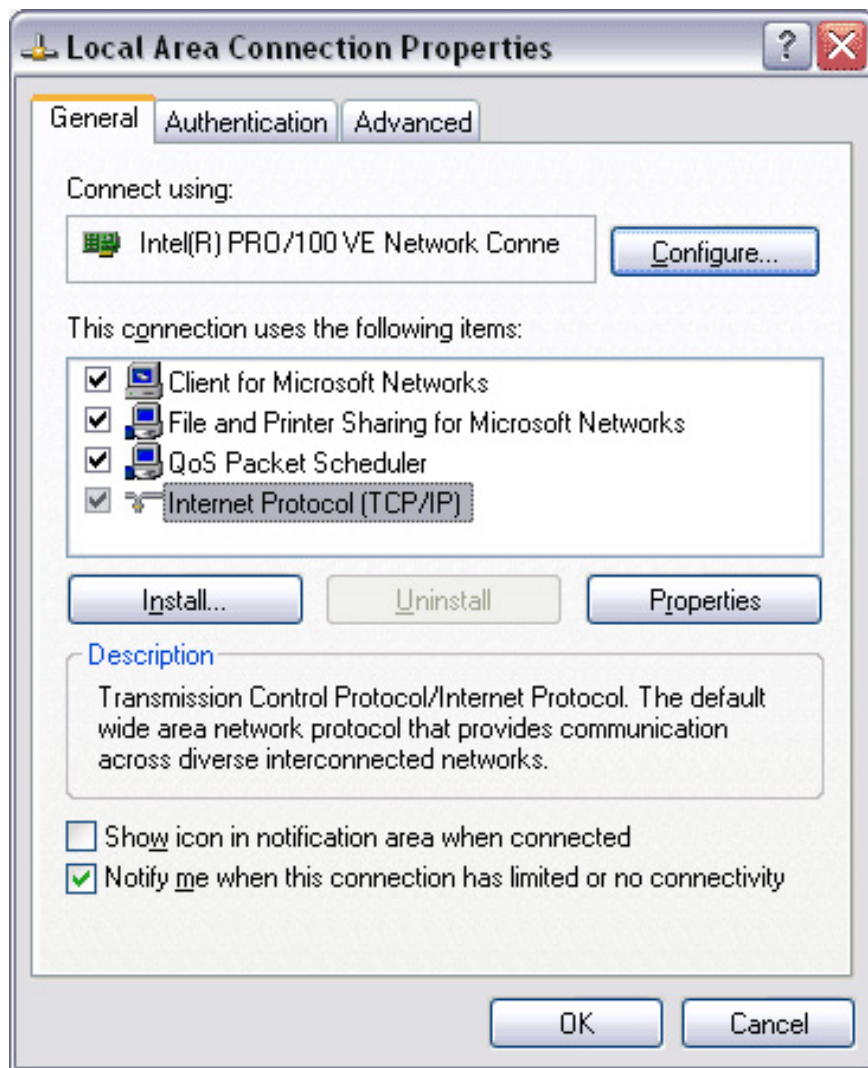 Local Area Connection Properties
General Authentication Advanced
Connect using:
Intel(R) PRO/100 VE Network Conne
Configure...
This connection uses the following items:
Client for Microsoft Networks
File and Printer Sharing for Microsoft Networks
QoS Packet Scheduler
Internet Protocol (TCP/IP)
Install... Uninstall Properties
Description
Transmission Control Protocol/Internet Protocol. The default
wide area network protocol that provides communication
across diverse interconnected networks.
Show icon in notification area when connected
Notify me when this connection has limited or no connectivity
OK Cancel